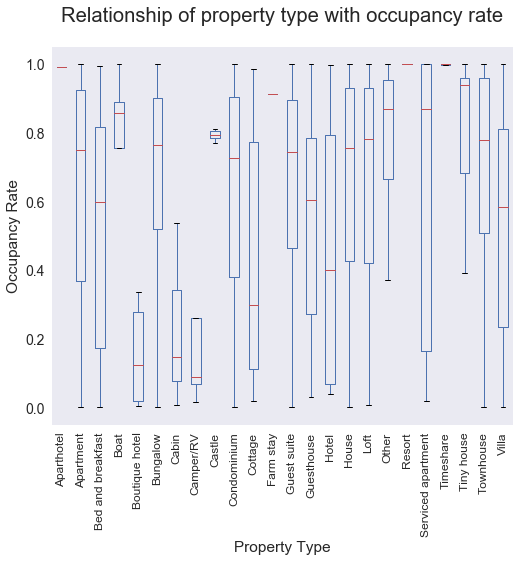 Relationship of property type with occupancy rate
1.0
0.8
0.6
0.4
0.2
0.0
Occupancy Rate
Aparthotel
Apartment
Bed and breakfast
Boat
Boutique hotel
Bungalow
Cabin
Camper/RV
Castle
Condominium
Cottage
Farm stay
Guest suite
Guesthouse
Hotel
House
Loft
Other
Resort
Serviced apartment
Timeshare
Tiny house
Townhouse
Villa
Property Type